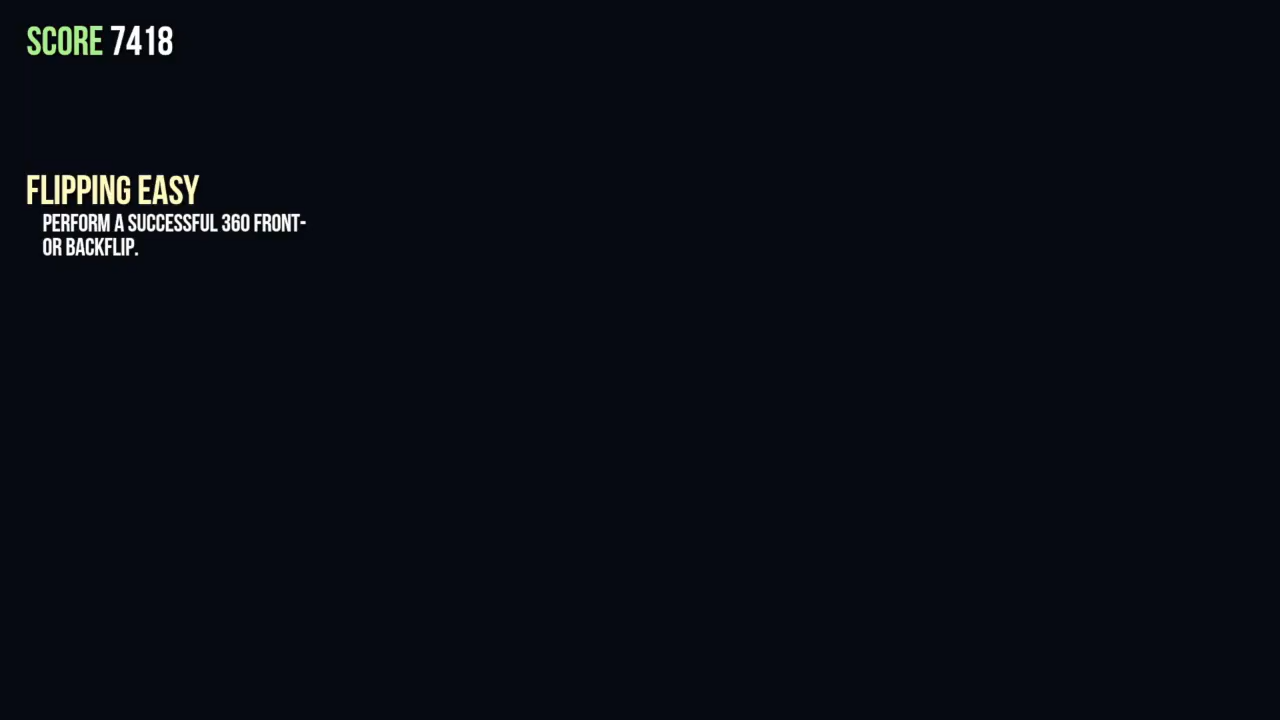 SCORE 7418
FLIPPING EASY
PERFORM A SUCCESSFUL 360 FRONT-
OR BACKFLIP.